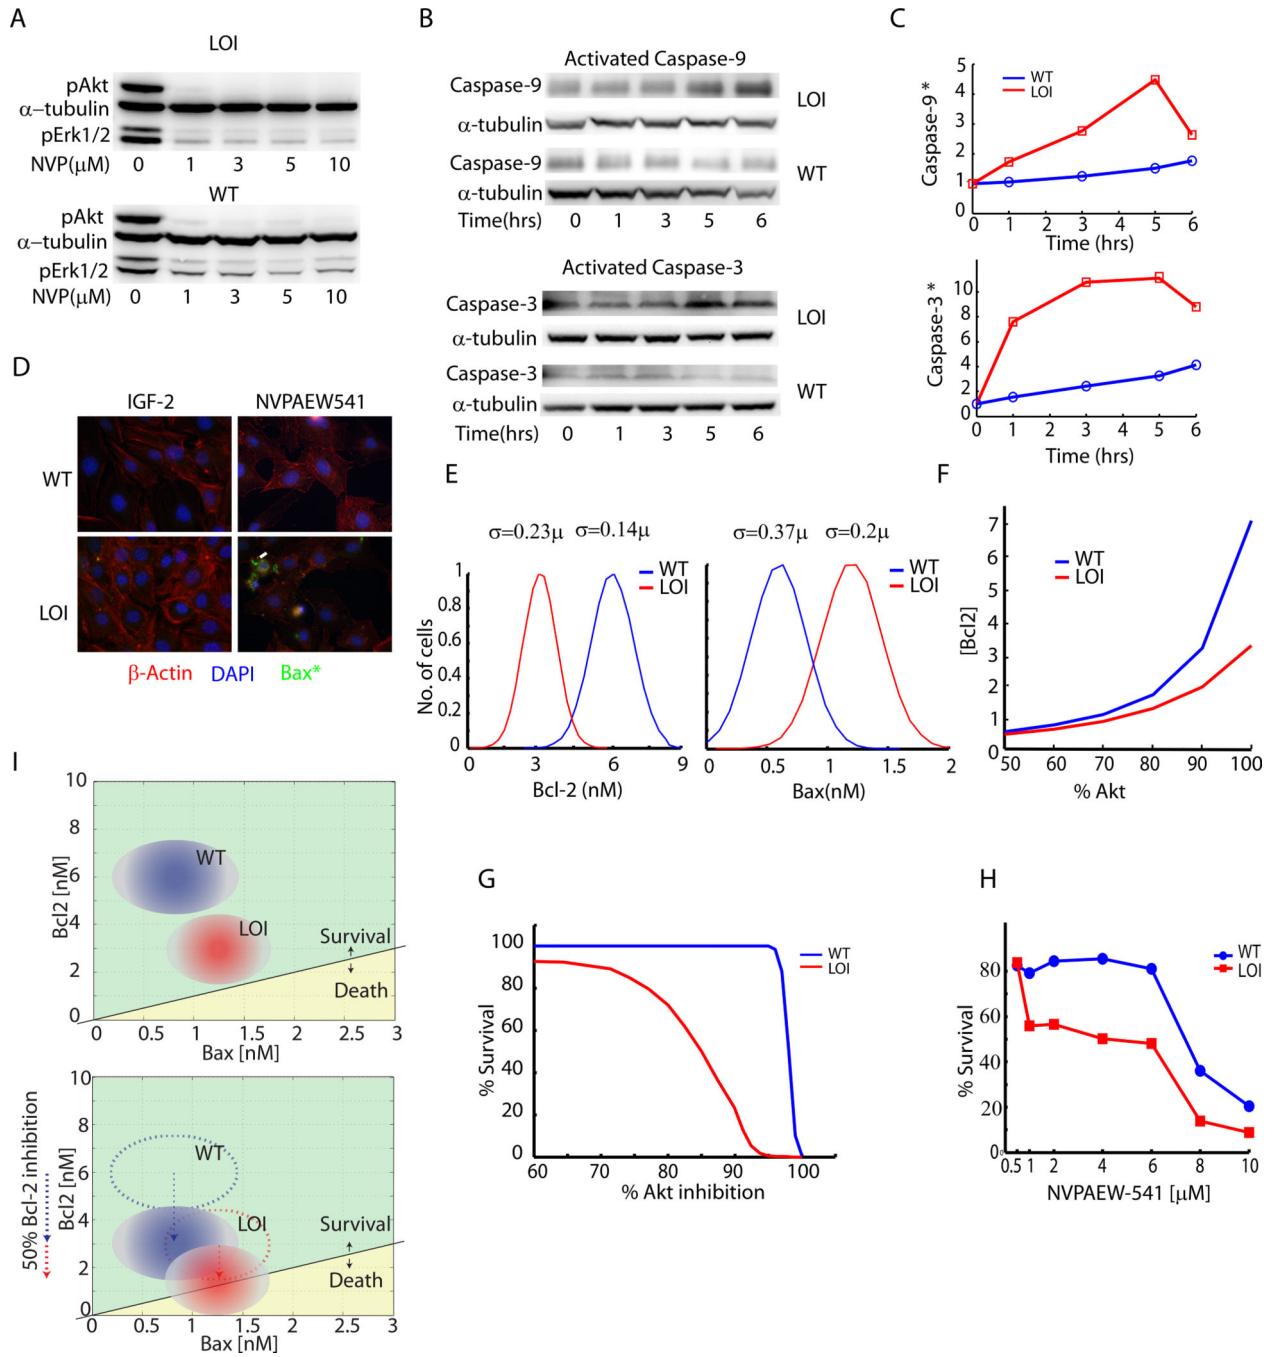 A
LOI
pAkt
α−tubulin
pErk1/2
NVP(μM) 0 1 3 5 10
WT
pAkt
α−tubulin
pErk1/2
NVP(μM) 0 1 3 5 10
B
Activated Caspase-9
Caspase-9
LOI
α-tubulin
Caspase-9
WT
α-tubulin
Time(hrs) 0 1 3 5 6
Activated Caspase-3
Caspase-3
LOI
α-tubulin
Caspase-3
WT
α-tubulin
Time(hrs) 0 1 3 5 6
C
5
4
3
2
1
0
Caspase-9 *
WT
LOI
0 1 2 3 4 5 6
Time (hrs)
10
8
6
4
2
0
Caspase-3 *
0 1 2 3 4 5 6
Time (hrs)
D
IGF-2 NVPAEW541
WT
LOI
β-Actin DAPI Bax*
E
σ=0.23μ σ=0.14μ
WT
LOI
1
0.8
0.6
0.4
0.2
0
No. of cells
0 3 6 9
Bcl-2 (nM)
σ=0.37μ σ=0.2μ
WT
LOI
0 0.5 1 1.5 2
Bax(nM)
F
7
6
5
4
3
2
1
0
[Bcl2]
WT
LOI
50 60 70 80 90 100
% Akt
G
100
80
60
40
20
0
% Survival
WT
LOI
60 70 80 90 100
% Akt inhibition
H
80
60
40
20
0
% Survival
WT
LOI
0.5 1 2 4 6 8 10
NVPAEW-541 [μM]
I
10
8
6
4
2
0
Bcl2 [nM]
WT
LOI
Survival
Death
0 0.5 1 1.5 2 2.5 3
Bax [nM]
50% Bcl-2 inhibition
10
8
6
4
2
0
Bcl2 [nM]
WT
LOI
Survival
Death
0 0.5 1 1.5 2 2.5 3
Bax [nM]